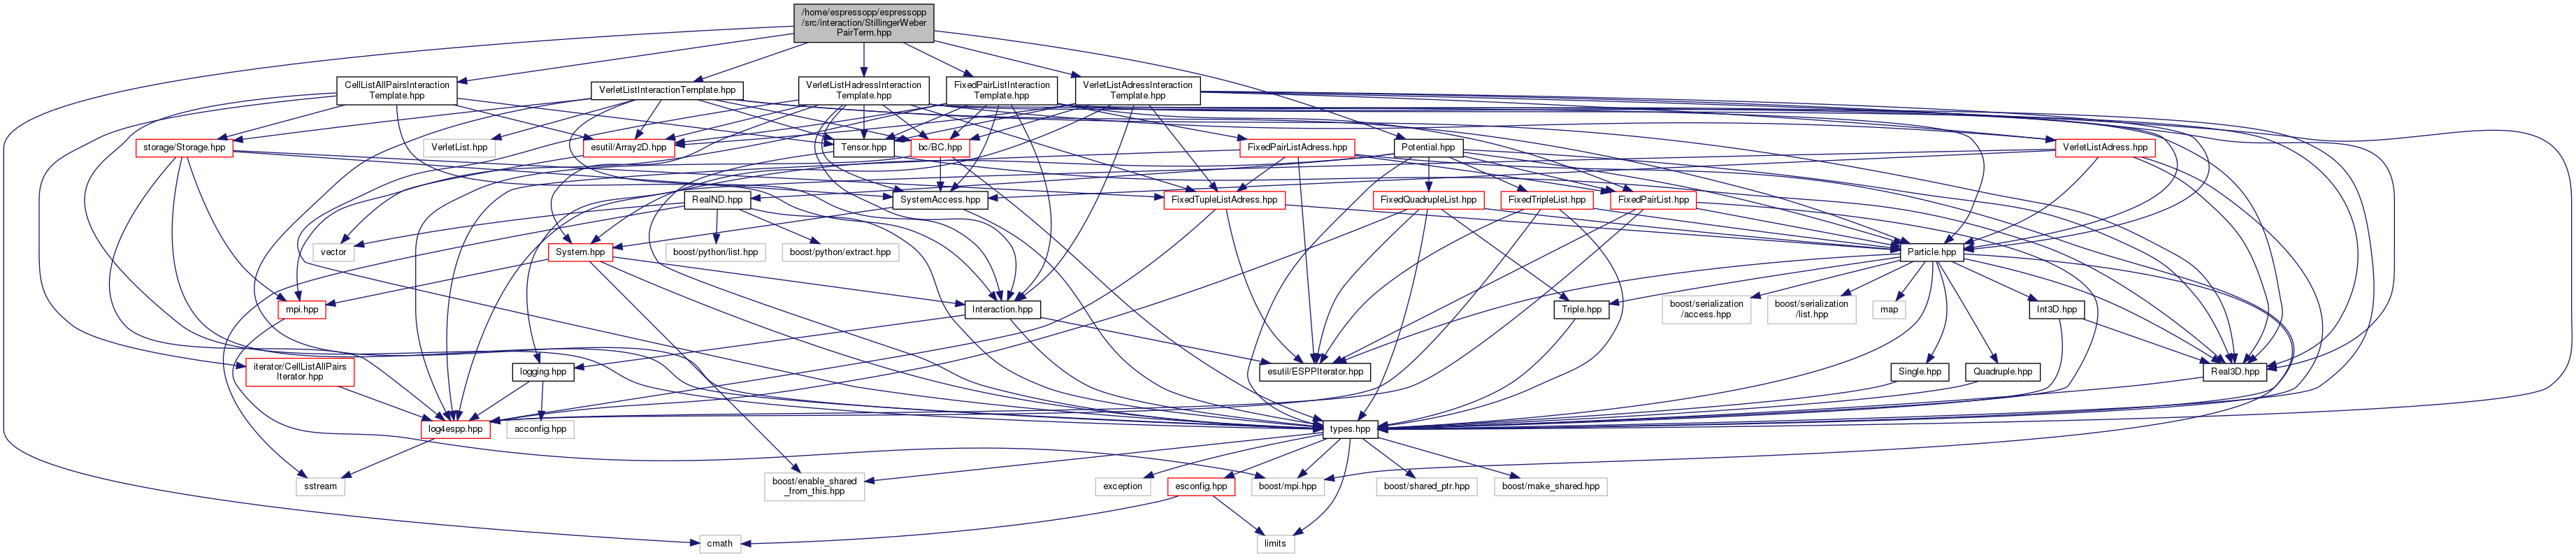 /home/espressopp/espressopp
/src/interaction/StillingerWeber
PairTerm.hpp
CellListAllPairsInteraction
Template.hpp
VerletListInteractionTemplate.hpp
VerletListHadressInteraction
Template.hpp
FixedPairListInteraction
Template.hpp
VerletListAdressInteraction
Template.hpp
storage/Storage.hpp
VerletList.hpp
esutil/Array2D.hpp
Tensor.hpp
bc/BC.hpp
FixedPairListAdress.hpp
Potential.hpp
VerletListAdress.hpp
RealND.hpp
SystemAccess.hpp
FixedTupleListAdress.hpp
FixedQuadrupleList.hpp
FixedTripleList.hpp
FixedPairList.hpp
vector
System.hpp
boost/python/list.hpp
boost/python/extract.hpp
Particle.hpp
mpi.hpp
Interaction.hpp
Triple.hpp
boost/serialization
/access.hpp
boost/serialization
/list.hpp
map
Int3D.hpp
iterator/CellListAllPairs
Iterator.hpp
logging.hpp
esutil/ESPPIterator.hpp
Single.hpp
Quadruple.hpp
Real3D.hpp
log4espp.hpp
acconfig.hpp
types.hpp
sstream
boost/enable_shared
_from_this.hpp
exception
esconfig.hpp
boost/mpi.hpp
boost/shared_ptr.hpp
boost/make_shared.hpp
cmath
limits